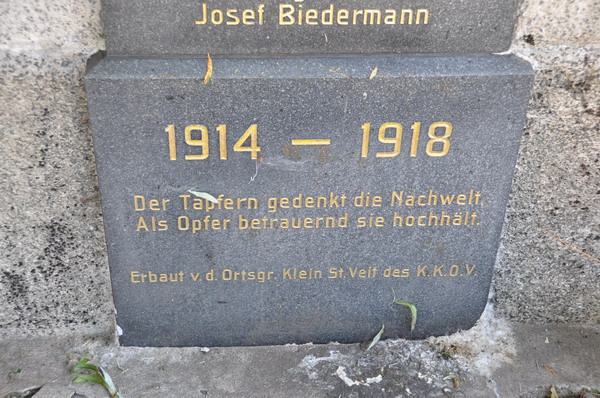 Josef Biedermann
1914 – 1918
Der Tapfern gedenkt die Nachwelt,
Als Opfer betrauernd sie hochhält.
Erbaut v. d. Ortsgr. Klein St. Veit des K.K.O.V.